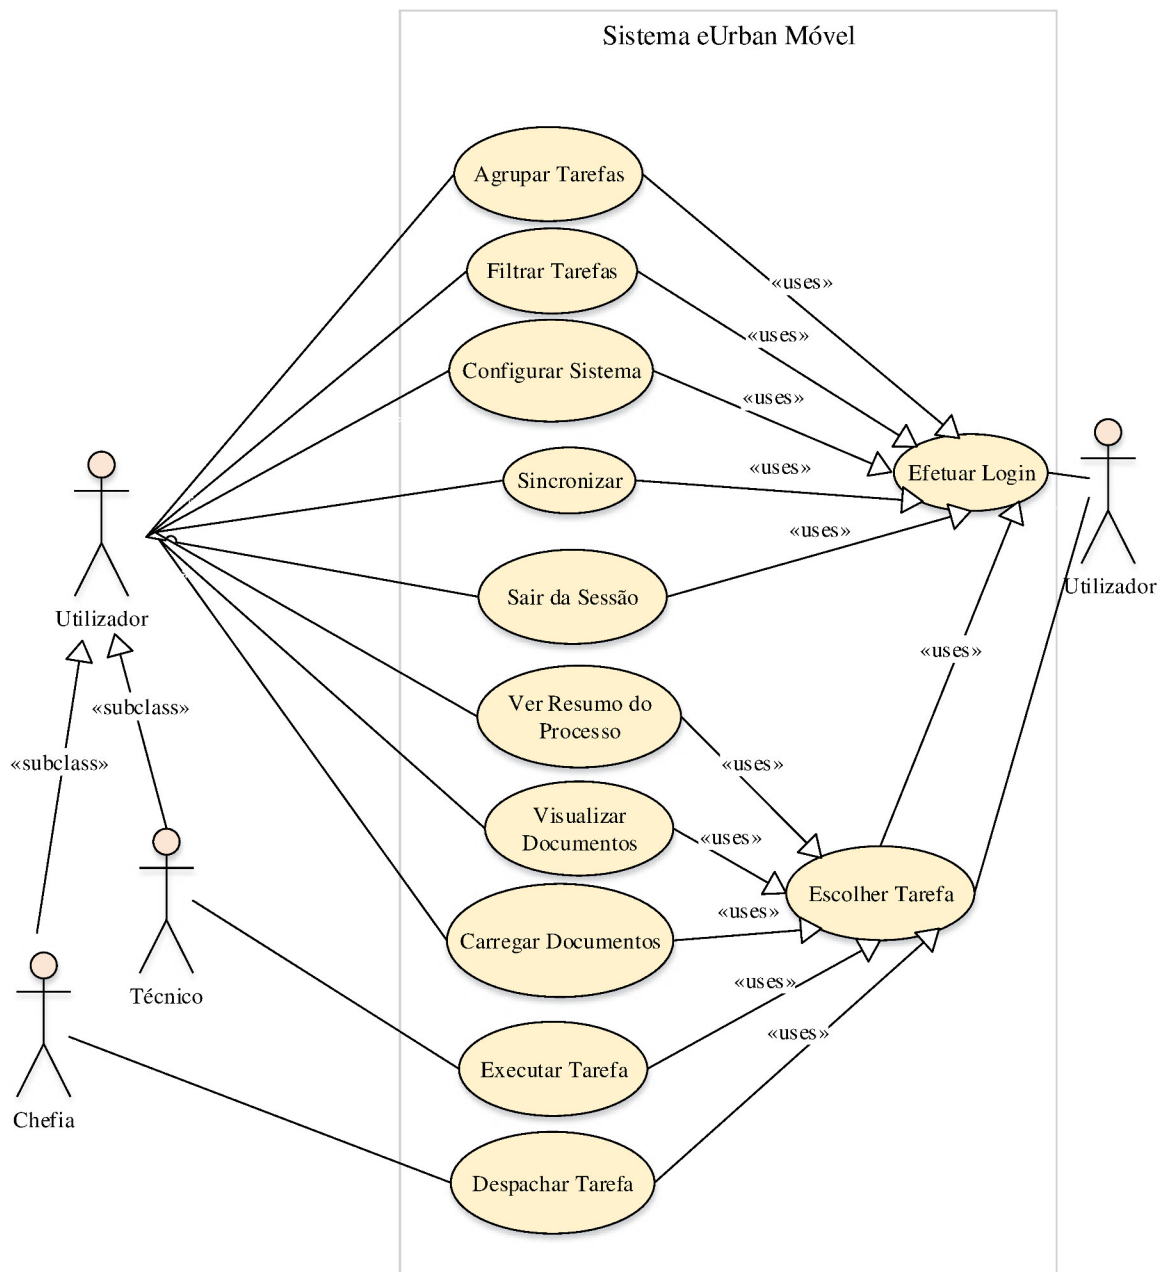 Sistema eUrban Móvel
Agrupar Tarefas
«uses»
Filtrar Tarefas
«uses»
Configurar Sistema
«uses»
Efetuar Login
Sincronizar
«uses»
«uses»
Sair da Sessão
Utilizador
Utilizador
«uses»
«subclass»
Ver Resumo do
Processo
«subclass»
«uses»
Visualizar
Documentos
«uses»
Escolher Tarefa
«uses»
Carregar Documentos
«uses»
Técnico
«uses»
Executar Tarefa
Chefia
Despachar Tarefa